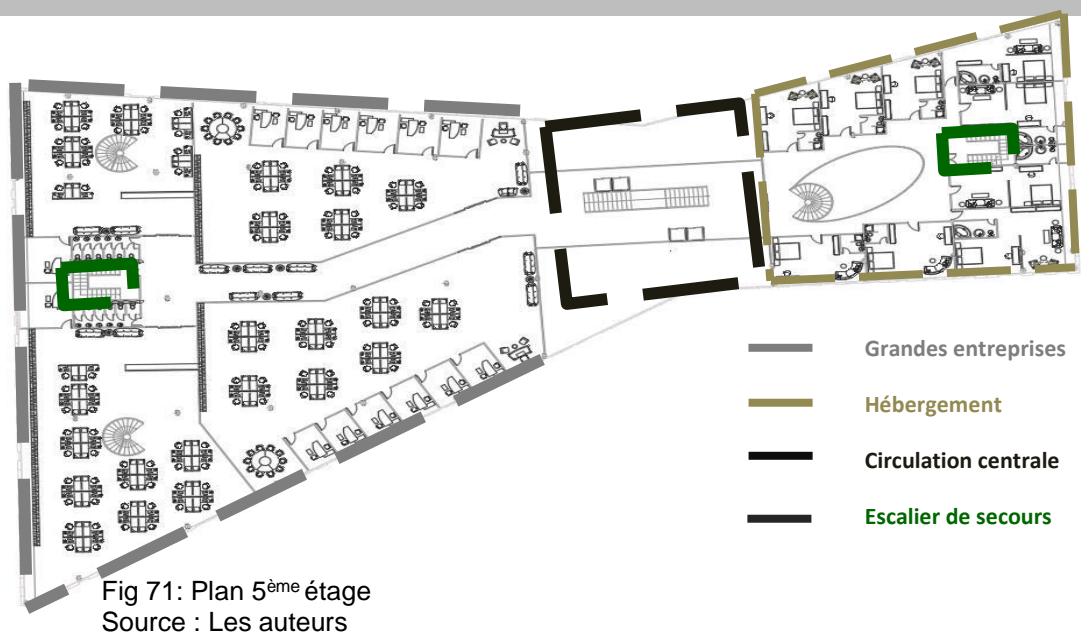 Grandes entreprises
Hébergement
Circulation centrale
Escalier de secours
Fig 71: Plan 5ème étage
Source : Les auteurs